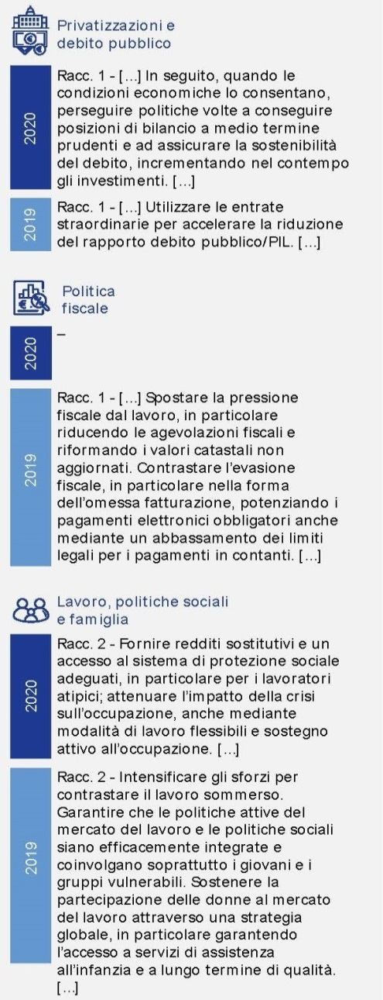 Privatizzazioni e
debito pubblico
2020
Racc. 1 - [...] In seguito, quando le
condizioni economiche lo consentano,
perseguire politiche volte a conseguire
posizioni di bilancio a medio termine
prudenti e ad assicurare la sostenibilità
del debito, incrementando nel contempo
gli investimenti. [...]
2019
Racc. 1 - [...] Utilizzare le entrate
straordinarie per accelerare la riduzione
del rapporto debito pubblico/PIL. [...]
Politica
fiscale
2020
–
2019
Racc. 1 - [...] Spostare la pressione
fiscale dal lavoro, in particolare
riducendo le agevolazioni fiscali e
riformando i valori catastali non
aggiornati. Contrastare l'evasione
fiscale, in particolare nella forma
dell'omessa fatturazione, potenziando i
pagamenti elettronici obbligatori anche
mediante un abbassamento dei limiti
legali per i pagamenti in contanti. [...]
Lavoro, politiche sociali
e famiglia
2020
Racc. 2 - Fornire redditi sostitutivi e un
accesso al sistema di protezione sociale
adeguati, in particolare per i lavoratori
atipici; attenuare l'impatto della crisi
sull'occupazione, anche mediante
modalità di lavoro flessibili e sostegno
attivo all'occupazione. [...]
2019
Racc. 2 - Intensificare gli sforzi per
contrastare il lavoro sommerso.
Garantire che le politiche attive del
mercato del lavoro e le politiche sociali
siano efficacemente integrate e
coinvolgano soprattutto i giovani e i
gruppi vulnerabili. Sostenere la
partecipazione delle donne al mercato
del lavoro attraverso una strategia
globale, in particolare garantendo
l'accesso a servizi di assistenza
all'infanzia e a lungo termine di qualità.
[...]